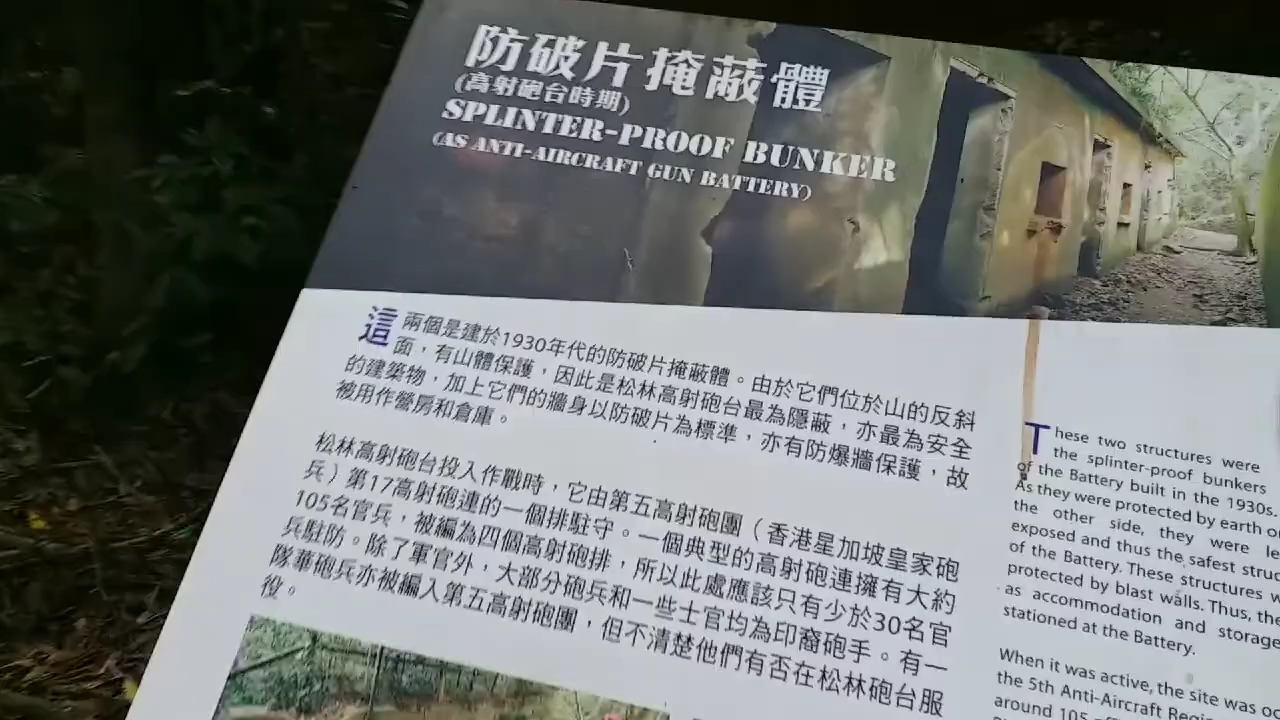 防破片掩蔽體
(高射砲台時期)
SPLINTER-PROOF BUNKER
(AS ANTI-AIRCRAFT GUN BATTERY)
這兩個是建於1930年代的防破片掩蔽體。由於它們位於山的反斜
面，有山體保護，因此是松林高射砲台最為隱蔽，亦最為安全
的建築物，加上它們的牆身以防破片為標準，亦有防爆牆保護，故
被用作營房和倉庫。
松林高射砲台投入作戰時，它由第五高射砲團（香港星加坡皇家砲
兵）第17高射砲連的一個排駐守。一個典型的高射砲連擁有大約
105名官兵，被編為四個高射砲排，所以此處應該只有少於30名官
兵駐防。除了軍官外，大部分砲兵和一些士官均為印裔砲手。有一
隊華砲兵亦被編入第五高射砲團，但不清楚他們有否在松林砲台服
役。
These two structures were
the splinter-proof bunkers
of the Battery built in the 1930s.
As they were protected by earth
the other side, they were
exposed and thus the safest
of the Battery. These structures
protected by blast walls. Thus,
as accommodation and storage
stationed at the Battery.
When it was active, the site was
the 5th Anti-Aircraft
around 105